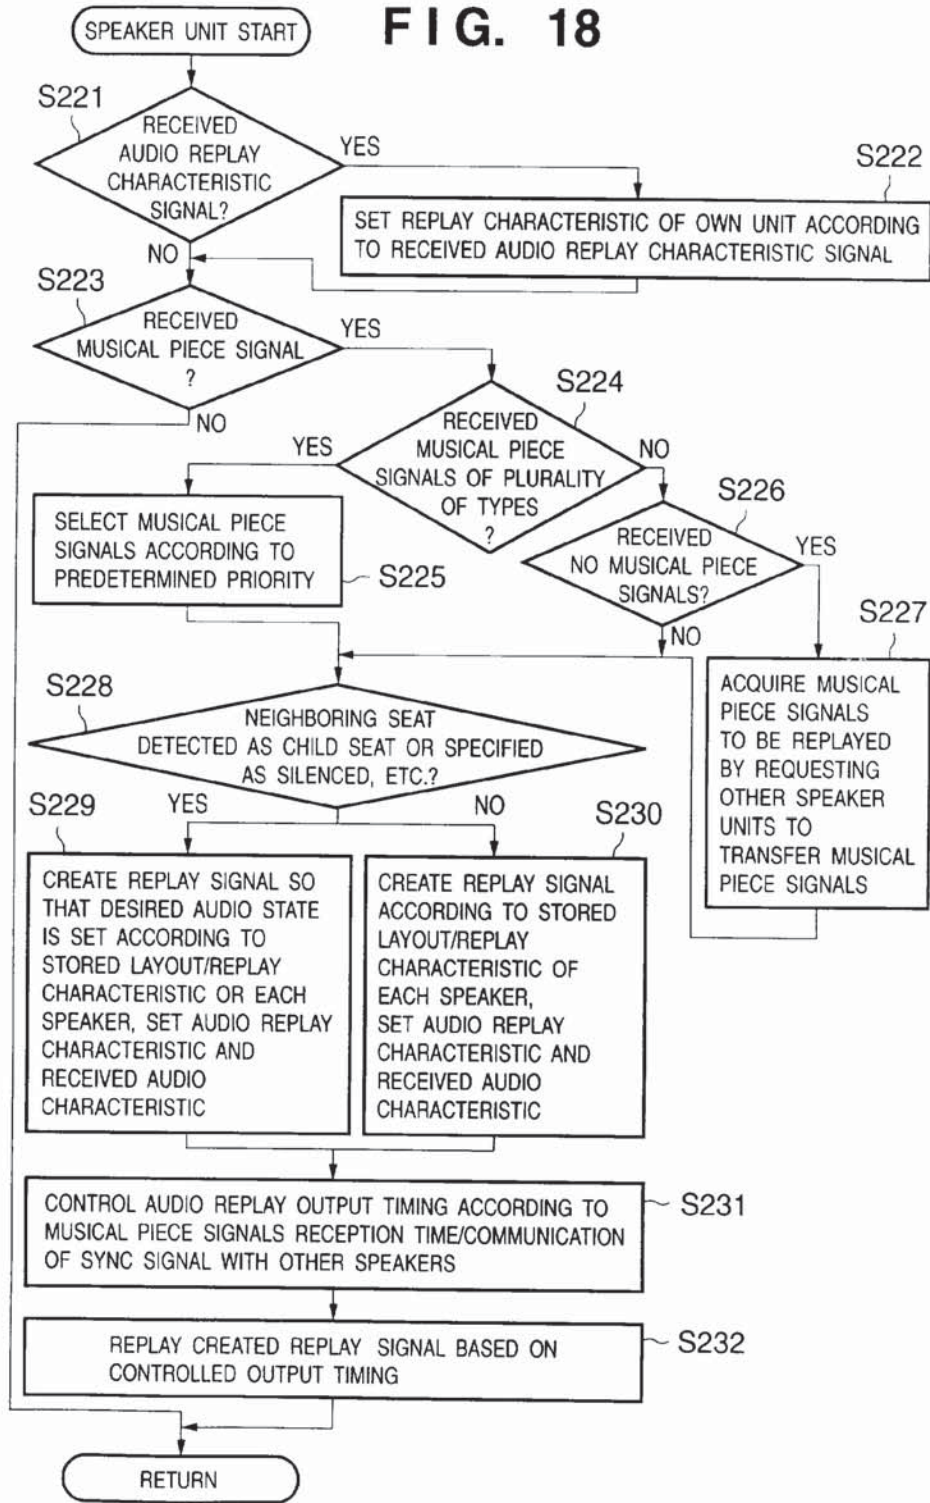 FIG. 18
SPEAKER UNIT START
S221
RECEIVED
AUDIO REPLAY
CHARACTERISTIC
SIGNAL?
YES
NO
S222
SET REPLAY CHARACTERISTIC OF OWN UNIT ACCORDING
TO RECEIVED AUDIO REPLAY CHARACTERISTIC SIGNAL
S223
RECEIVED
MUSICAL PIECE SIGNAL
?
YES
NO
S224
RECEIVED
MUSICAL PIECE
SIGNALS OF PLURALITY
OF TYPES
?
YES
NO
SELECT MUSICAL PIECE
SIGNALS ACCORDING TO
PREDETERMINED PRIORITY
S225
S226
RECEIVED
NO MUSICAL PIECE
SIGNALS?
YES
NO
S227
ACQUIRE MUSICAL
PIECE SIGNALS
TO BE REPLAYED
BY REQUESTING
OTHER SPEAKER
UNITS TO
TRANSFER MUSICAL
PIECE SIGNALS
S228
NEIGHBORING SEAT
DETECTED AS CHILD SEAT OR SPECIFIED
AS SILENCED, ETC.?
YES
NO
S229
CREATE REPLAY SIGNAL SO
THAT DESIRED AUDIO STATE
IS SET ACCORDING TO
STORED LAYOUT/REPLAY
CHARACTERISTIC OR EACH
SPEAKER, SET AUDIO REPLAY
CHARACTERISTIC AND
RECEIVED AUDIO
CHARACTERISTIC
S230
CREATE REPLAY SIGNAL
ACCORDING TO STORED
LAYOUT/REPLAY
CHARACTERISTIC OF
EACH SPEAKER,
SET AUDIO REPLAY
CHARACTERISTIC AND
RECEIVED AUDIO
CHARACTERISTIC
CONTROL AUDIO REPLAY OUTPUT TIMING ACCORDING TO
MUSICAL PIECE SIGNALS RECEPTION TIME/COMMUNICATION
OF SYNC SIGNAL WITH OTHER SPEAKERS
S231
REPLAY CREATED REPLAY SIGNAL BASED ON
CONTROLLED OUTPUT TIMING
S232
RETURN